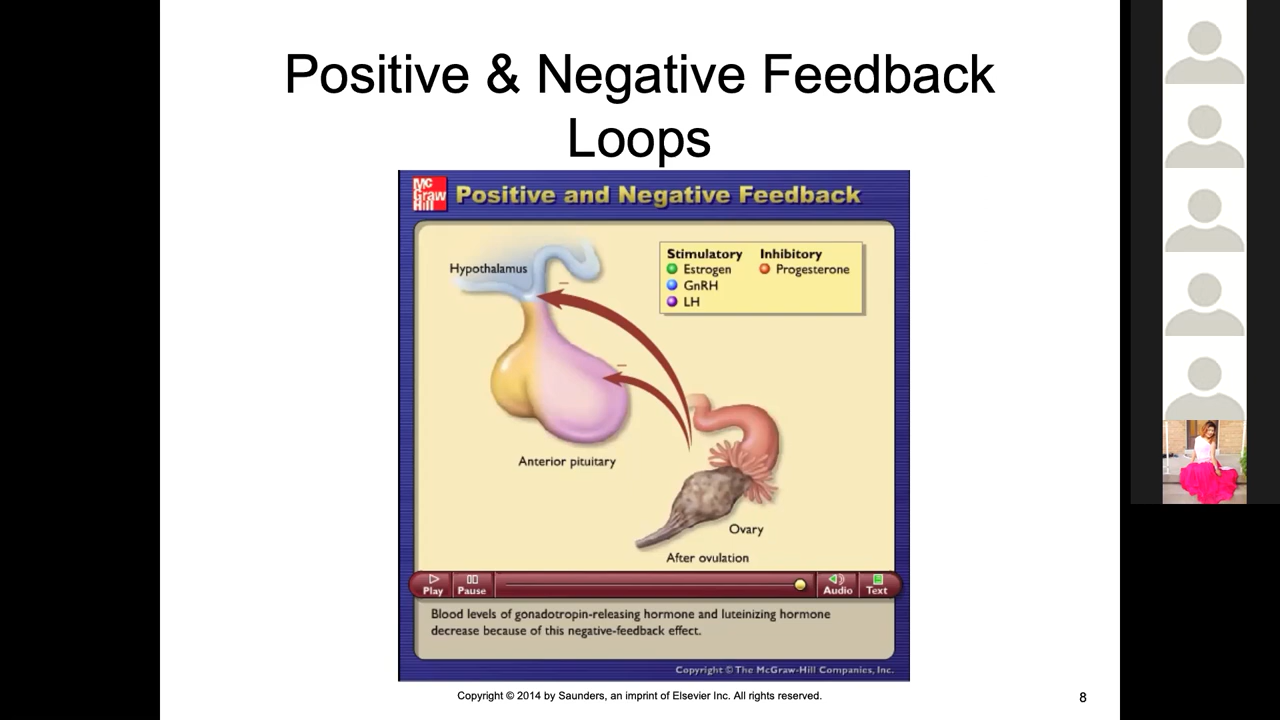 Positive & Negative Feedback
Loops
Mc
Graw
Hill
Positive and Negative Feedback
Hypothalamus
Stimulatory
Estrogen
GnRH
LH
Inhibitory
Progesterone
–
–
Anterior pituitary
Ovary
After ovulation
Play
Pause
Audio
Text
Blood levels of gonadotropin-releasing hormone and luteinizing hormone
decrease because of this negative-feedback effect.
Copyright © The McGraw-Hill Companies, Inc.
Copyright © 2014 by Saunders, an imprint of Elsevier Inc. All rights reserved.
8